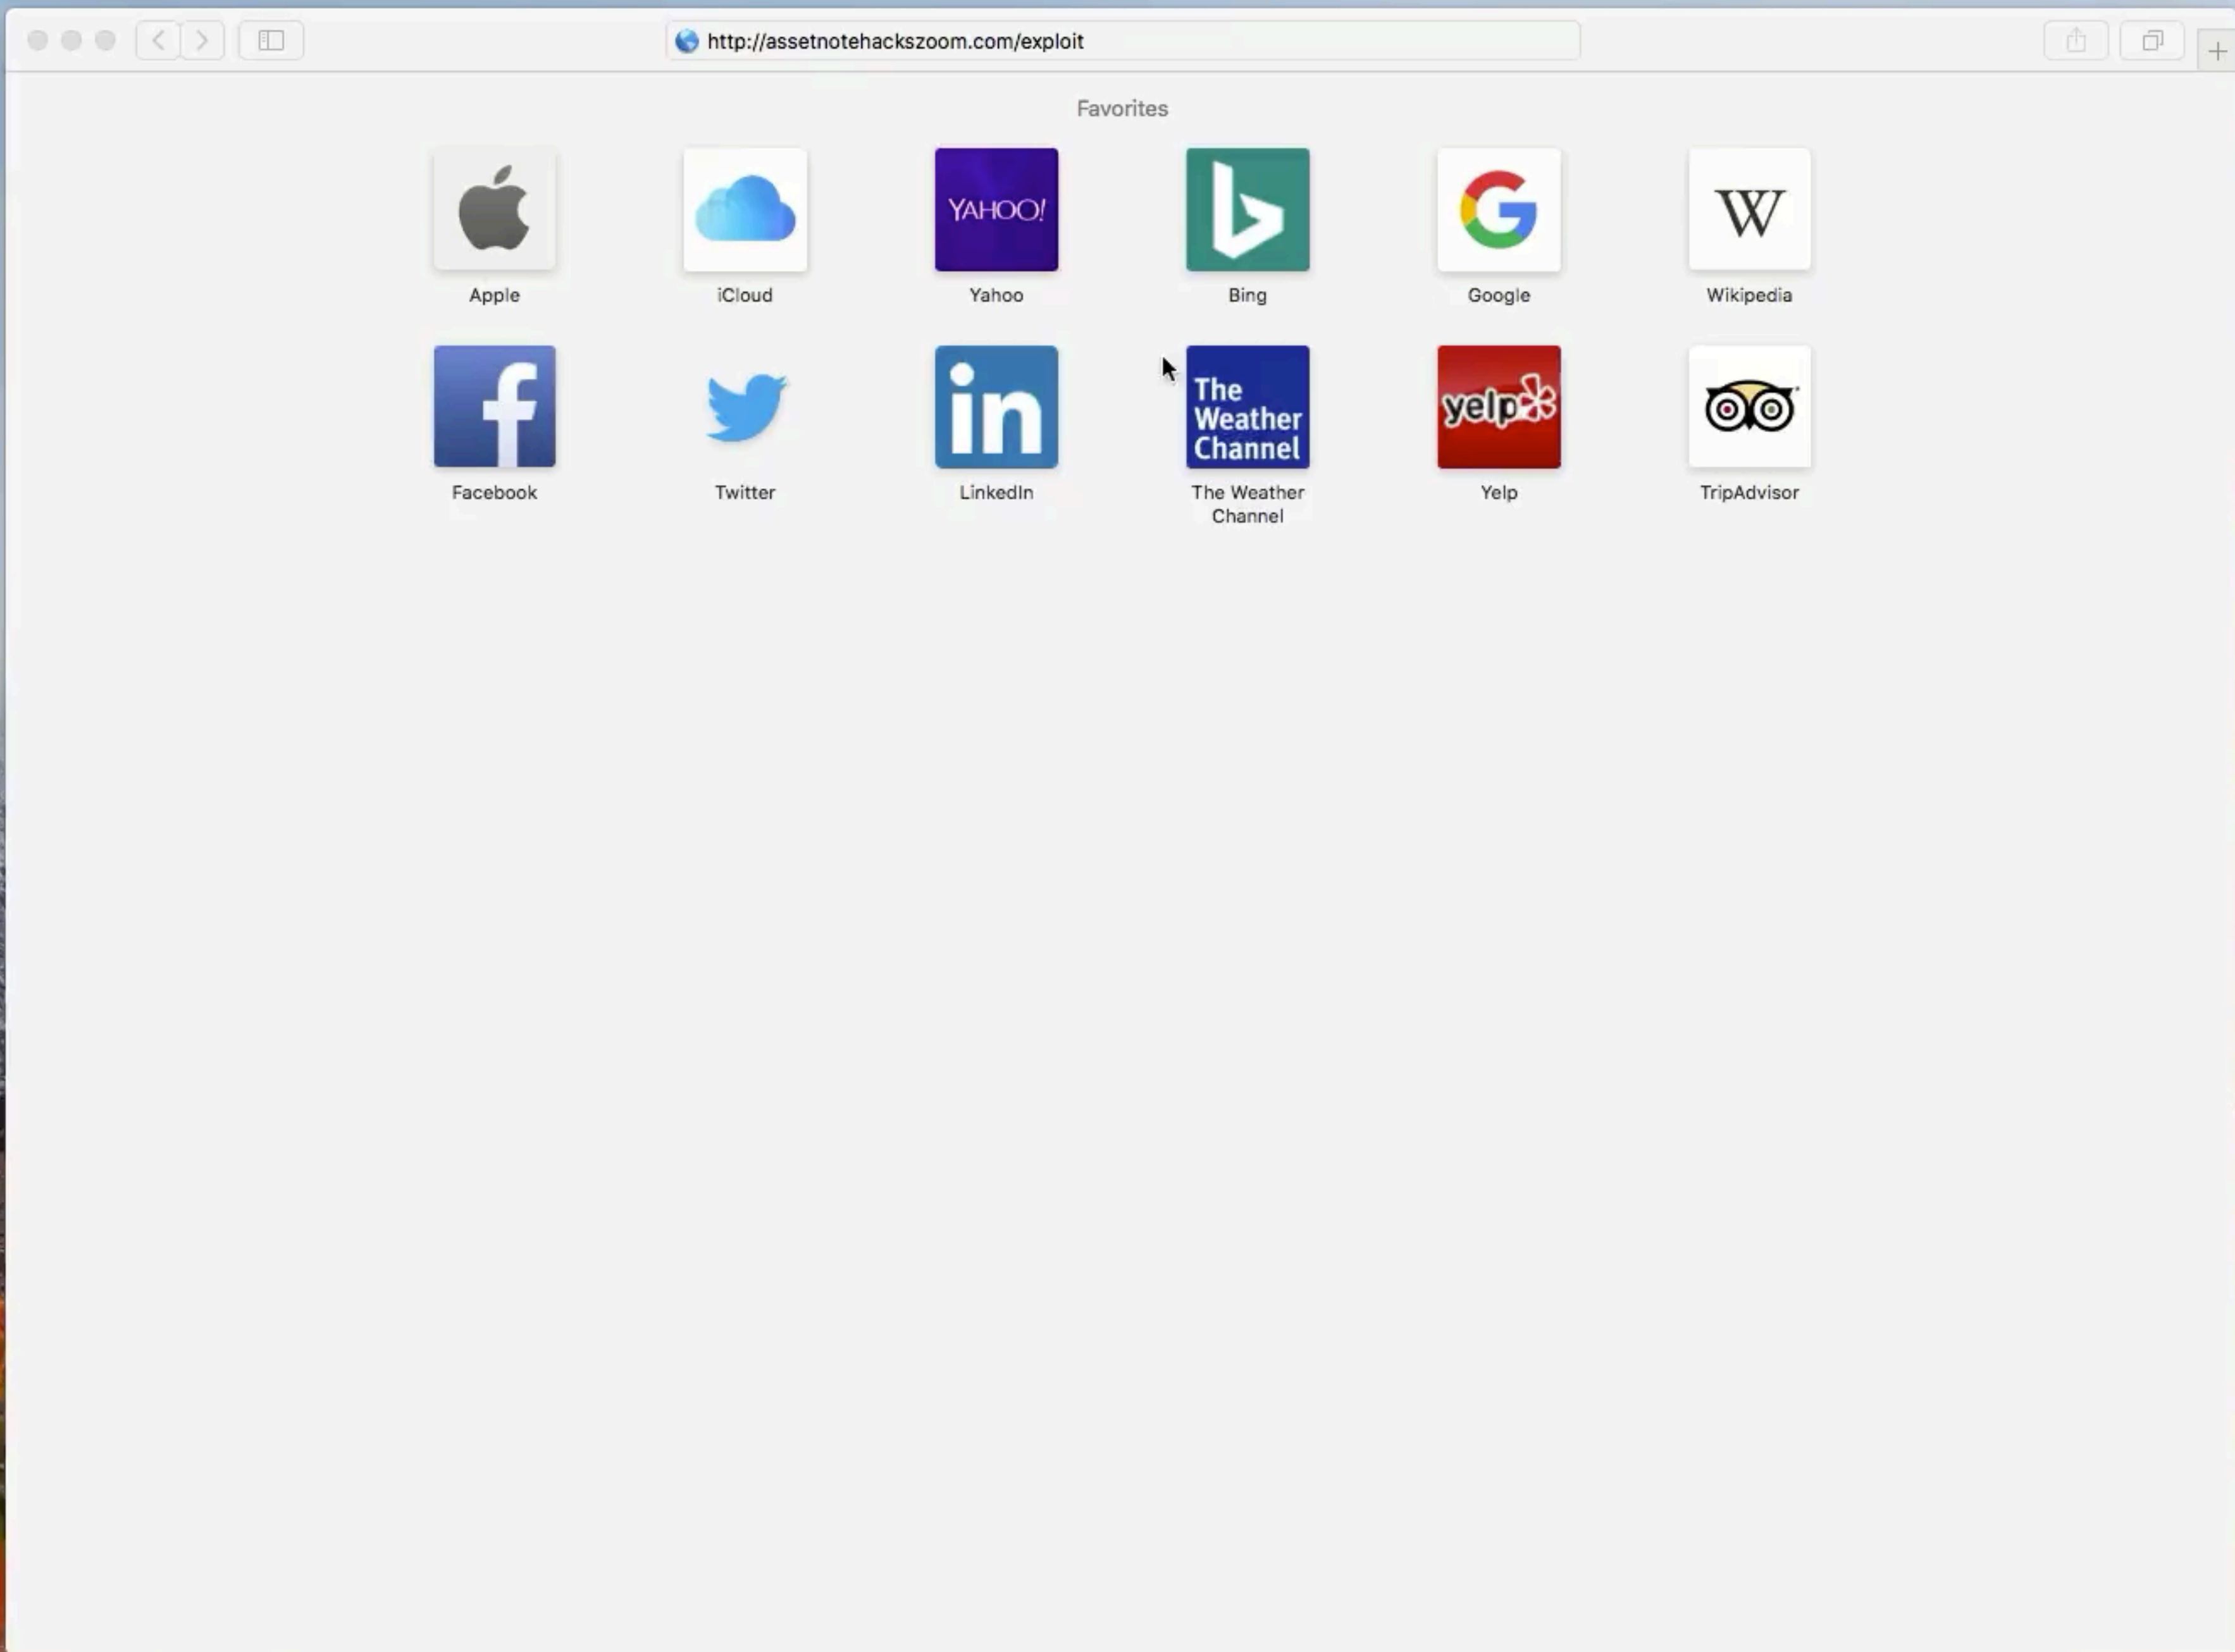 http://assetnotehackszoom.com/exploit
Favorites
YAHOO!
Apple
iCloud
Yahoo
Bing
Google
Wikipedia
The
Weather
Channel
yelp
Facebook
Twitter
LinkedIn
The Weather
Channel
Yelp
TripAdvisor